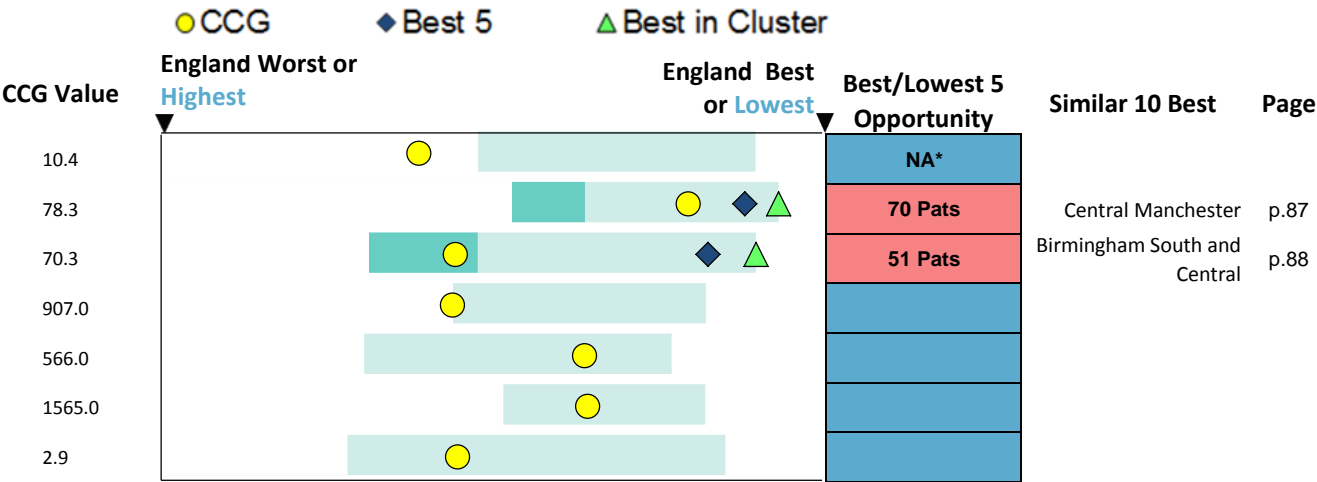 CCG Best 5 Best in Cluster
CCG Value
England Worst or
Highest
England Best
or Lowest
Best/Lowest 5
Opportunity
Similar 10 Best
Page
10.4 NA*
78.3 70 Pats Central Manchester p.87
70.3 51 Pats Birmingham South and
Central p.88
907.0
566.0
1565.0
2.9